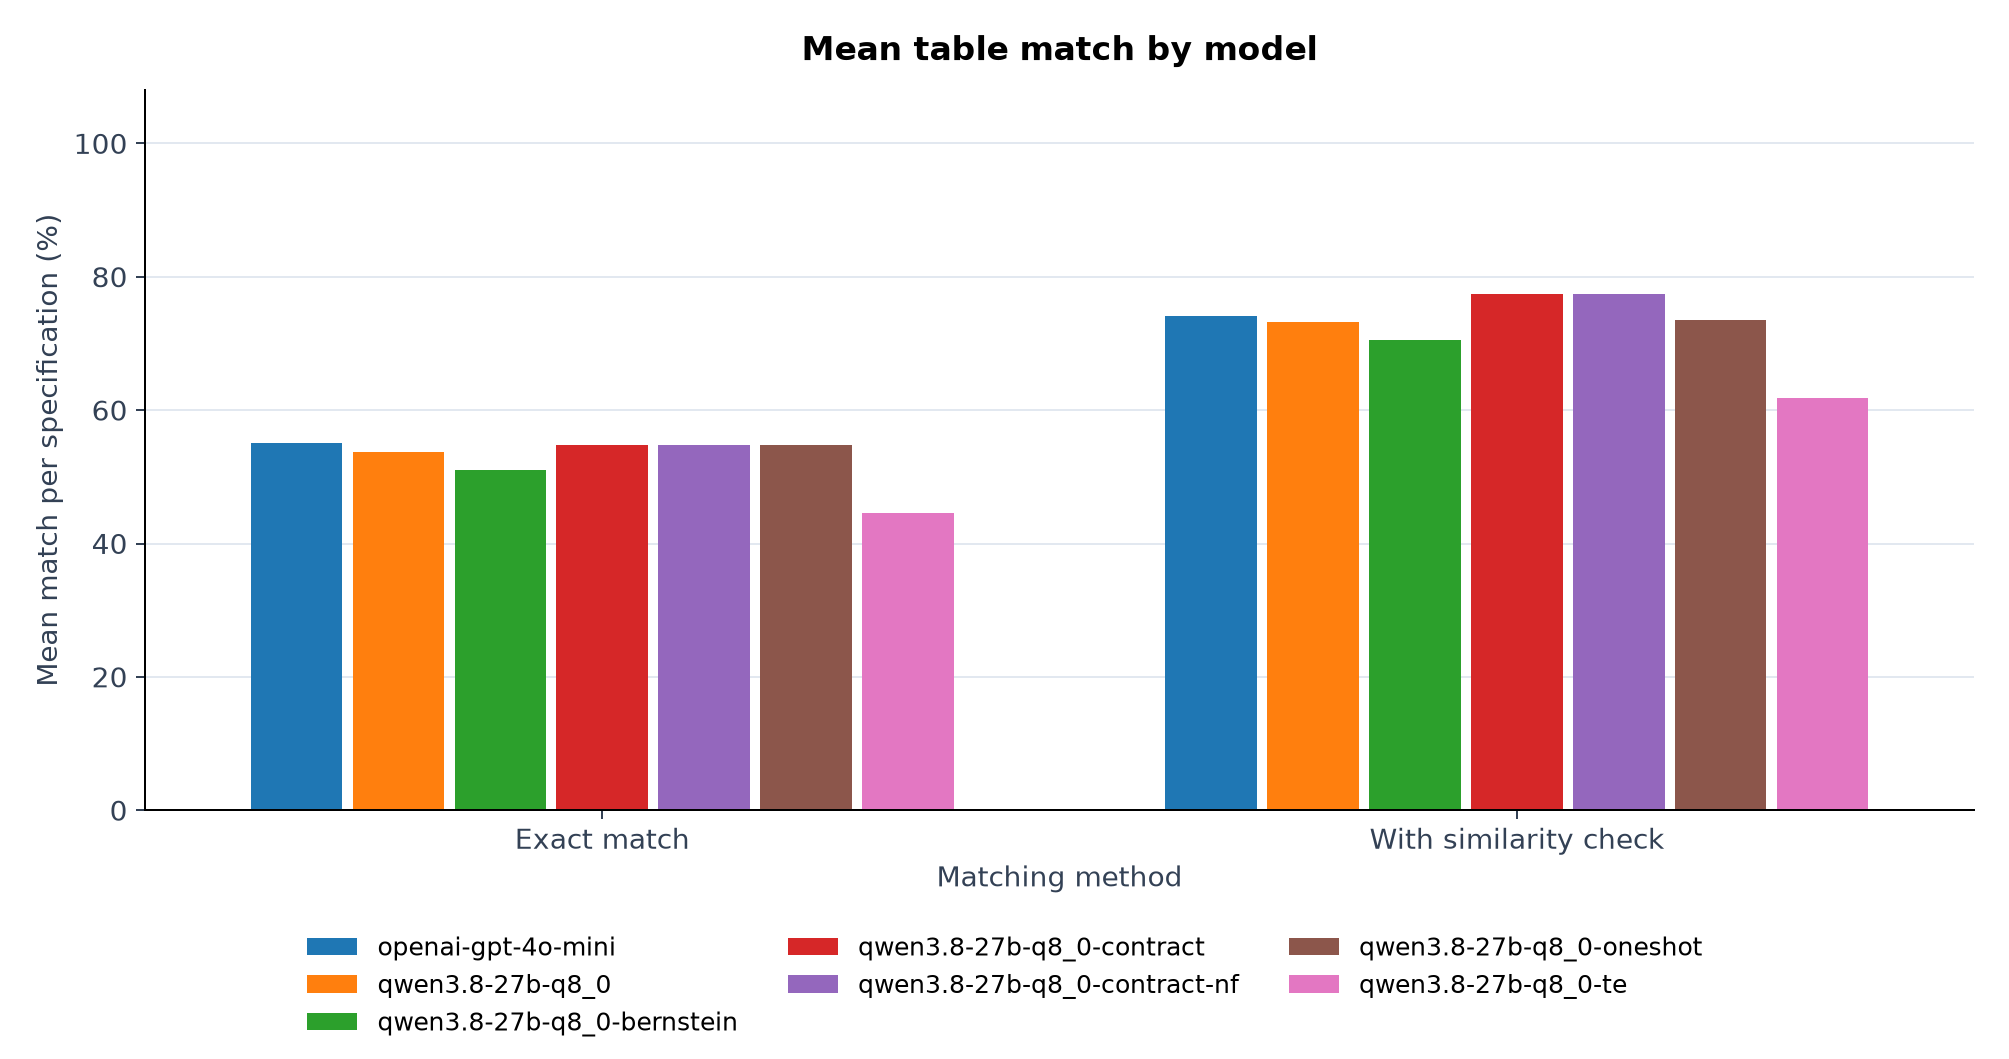 Mean table match by model
Mean match per specification (%)
100
80
60
40
20
0
Exact match
With similarity check
Matching method
openai-gpt-4o-mini
qwen3.8-27b-q8_0
qwen3.8-27b-q8_0-bernstein
qwen3.8-27b-q8_0-contract
qwen3.8-27b-q8_0-contract-nf
qwen3.8-27b-q8_0-oneshot
qwen3.8-27b-q8_0-te